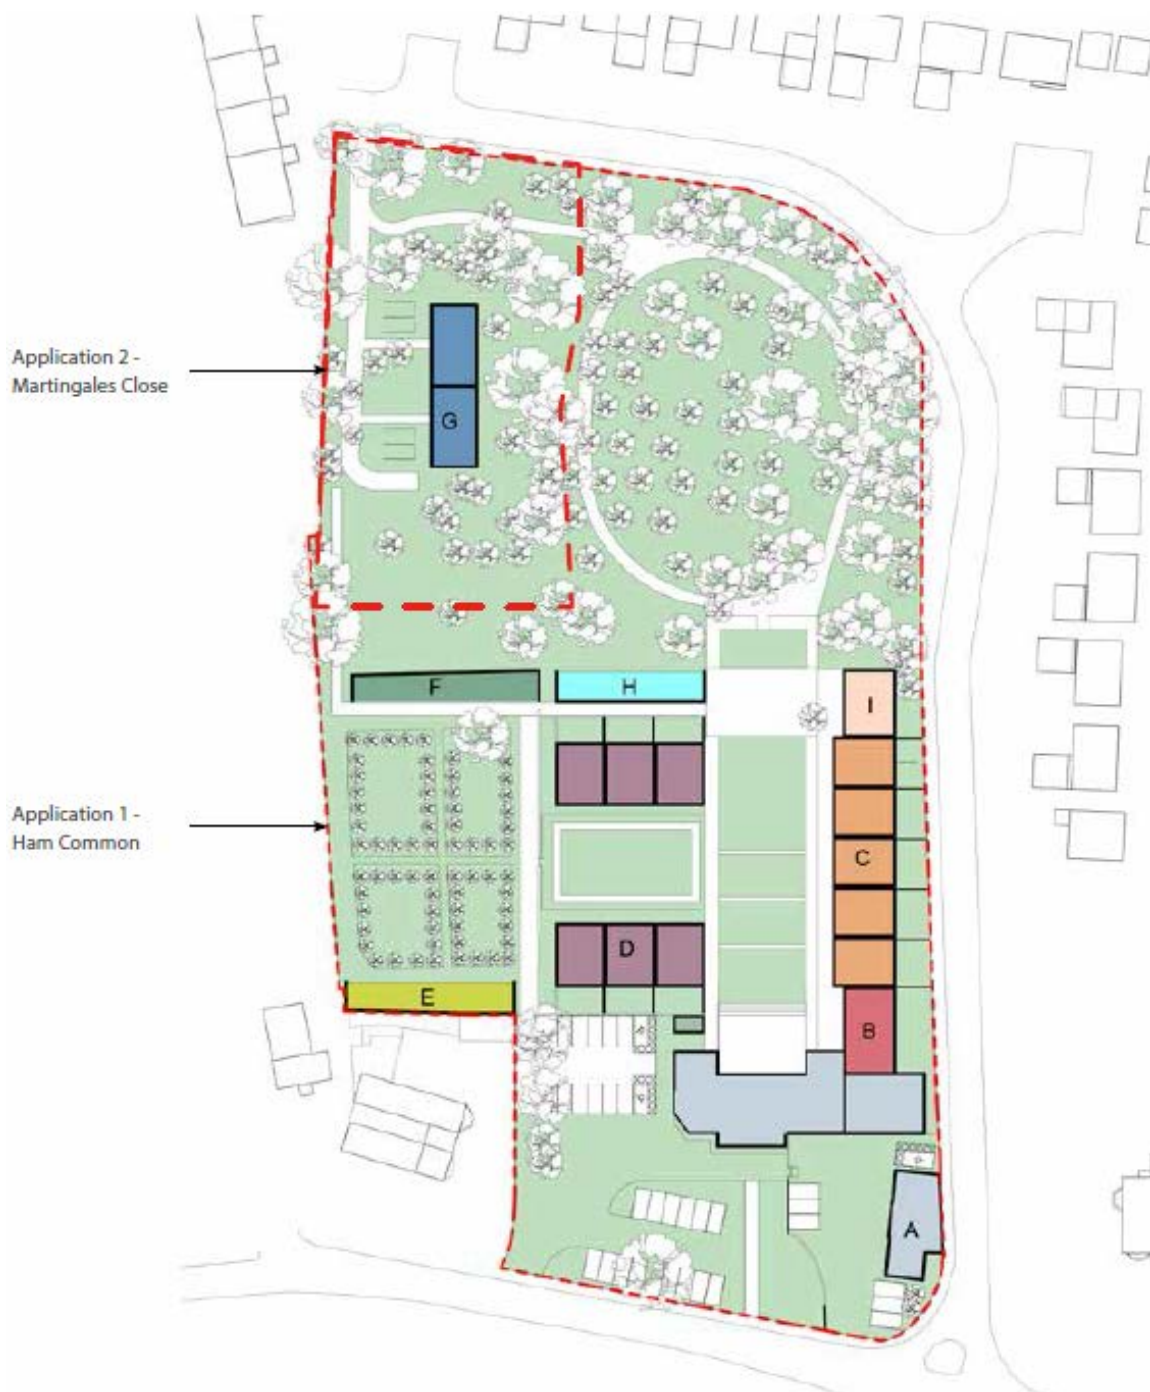 Application 2 -
Martingales Close
G
F
H
I
Application 1 -
Ham Common
C
D
E
B
A